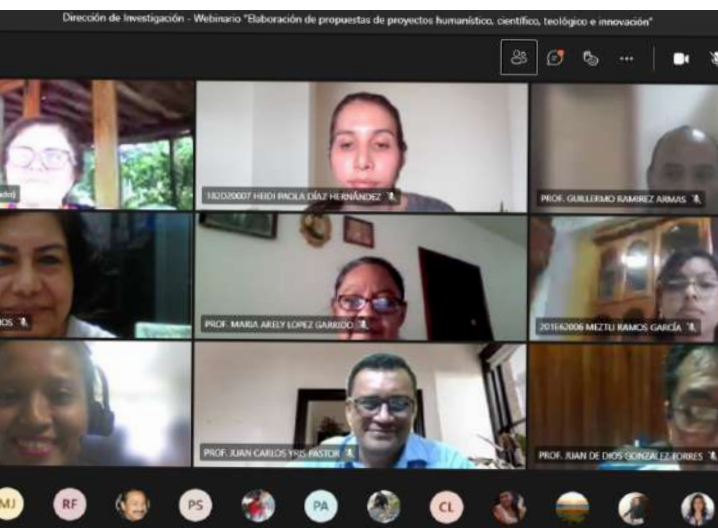 Dirección de Investigación - Webinario "Elaboración de propuestas de proyectos humanístico, científico, teológico e innovación"
182D20007 HEIDI PAOLA DÍAZ HERNÁNDEZ
PROF. GUILLERMO RAMIREZ ARMAS
PROF. MARIA ARELY LOPEZ GARRIDO
201E62006 MEZTLI RAMOS GARCÍA
PROF. JUAN CARLOS YRIS PASTOR
PROF. JUAN DE DIOS GONZALEZ TORRES
MJ RF PS PA CL